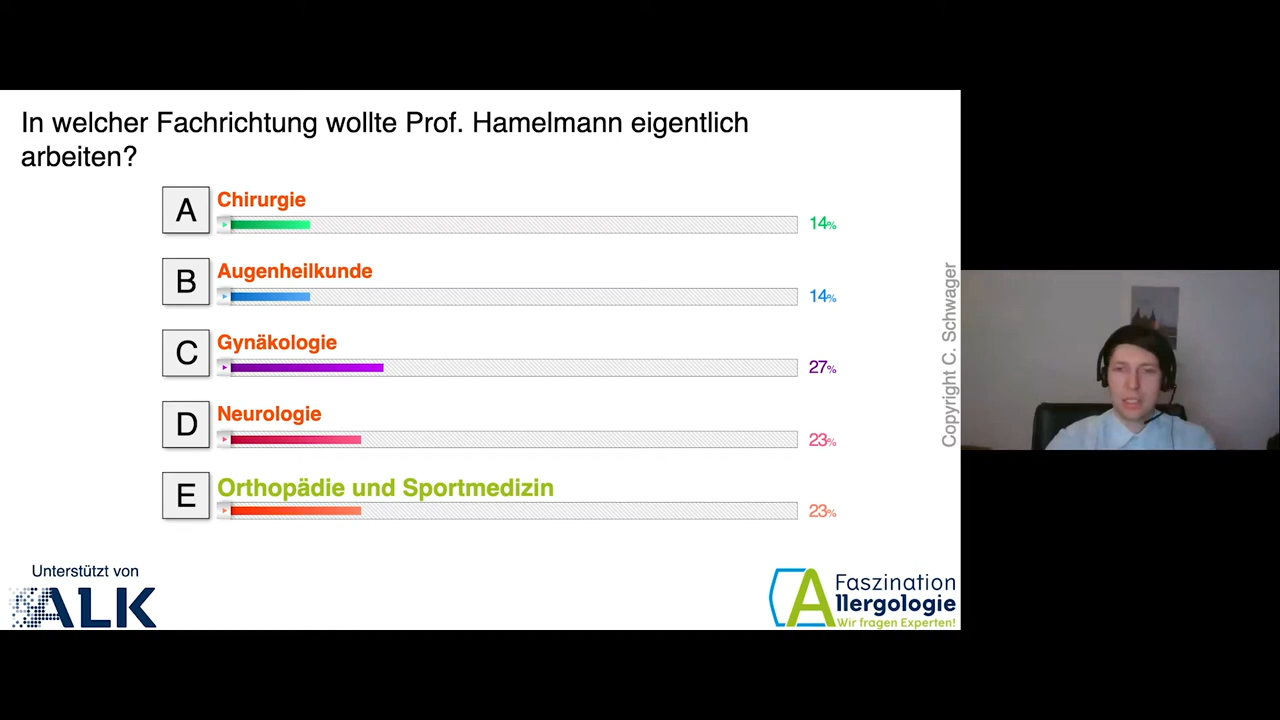 In welcher Fachrichtung wollte Prof. Hamelmann eigentlich
arbeiten?
A
Chirurgie
14%
B
Augenheilkunde
14%
C
Gynäkologie
27%
D
Neurologie
23%
E
Orthopädie und Sportmedizin
23%
Copyright C. Schwager
Unterstützt von
ALK
Faszination
Allergologie
Wir fragen Experten!